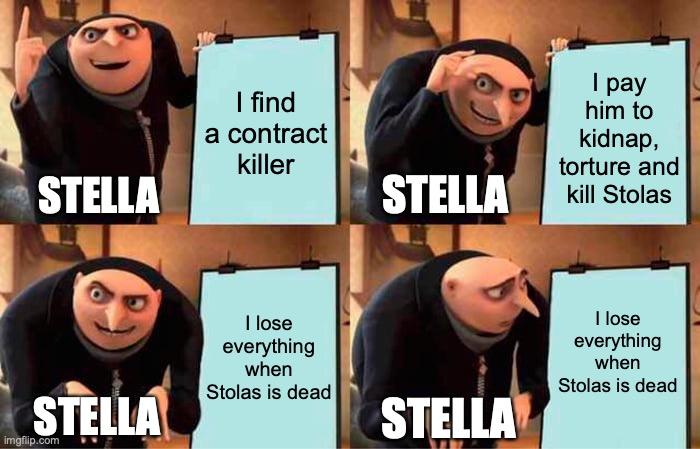 I find
a contract
killer
STELLA
I pay
him to
kidnap,
torture and
kill Stolas
STELLA
I lose
everything
when
Stolas is dead
STELLA
I lose
everything
when
Stolas is dead
STELLA
imgflip.com